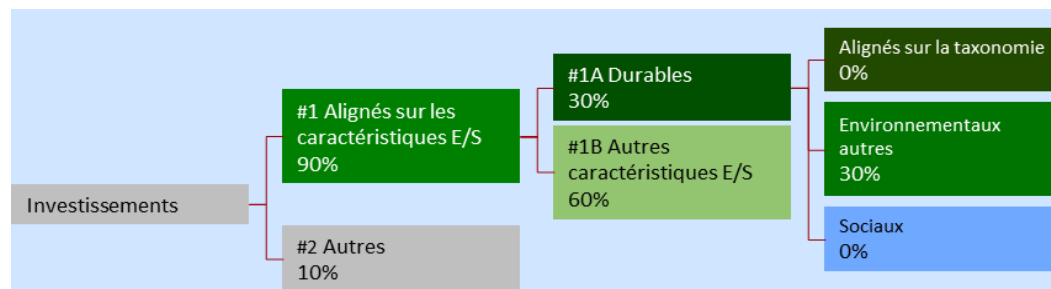 Investissements
#1 Alignés sur les
caractéristiques E/S
90%
#2 Autres
10%
#1A Durables
30%
#1B Autres
caractéristiques E/S
60%
Alignés sur la taxonomie
0%
Environnementaux
autres
30%
Sociaux
0%